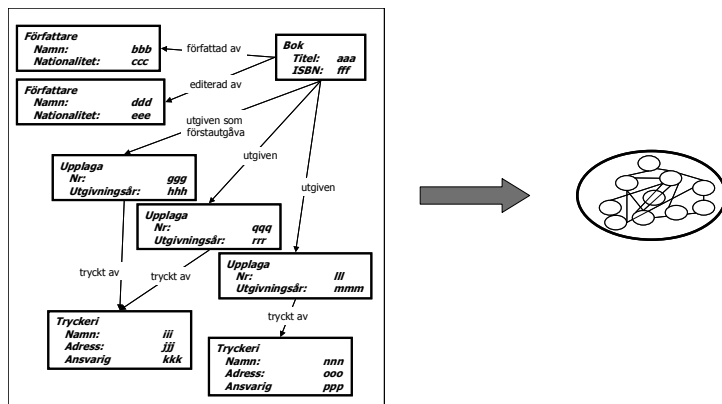 Författare
Namn: bbb
Nationalitet: ccc
författad av
Bok
Titel: aaa
ISBN: fff
editerad av
Författare
Namn: ddd
Nationalitet: eee
utgiven som
förstautgåva
utgiven
utgiven
Upplaga
Nr: ggg
Utgivningsår: hhh
Upplaga
Nr: qqq
Utgivningsår: rrr
Upplaga
Nr: lll
Utgivningsår: mmm
tryckt av
tryckt av
tryckt av
Tryckeri
Namn: iii
Adress: jjj
Ansvarig kkk
Tryckeri
Namn: nnn
Adress: ooo
Ansvarig ppp